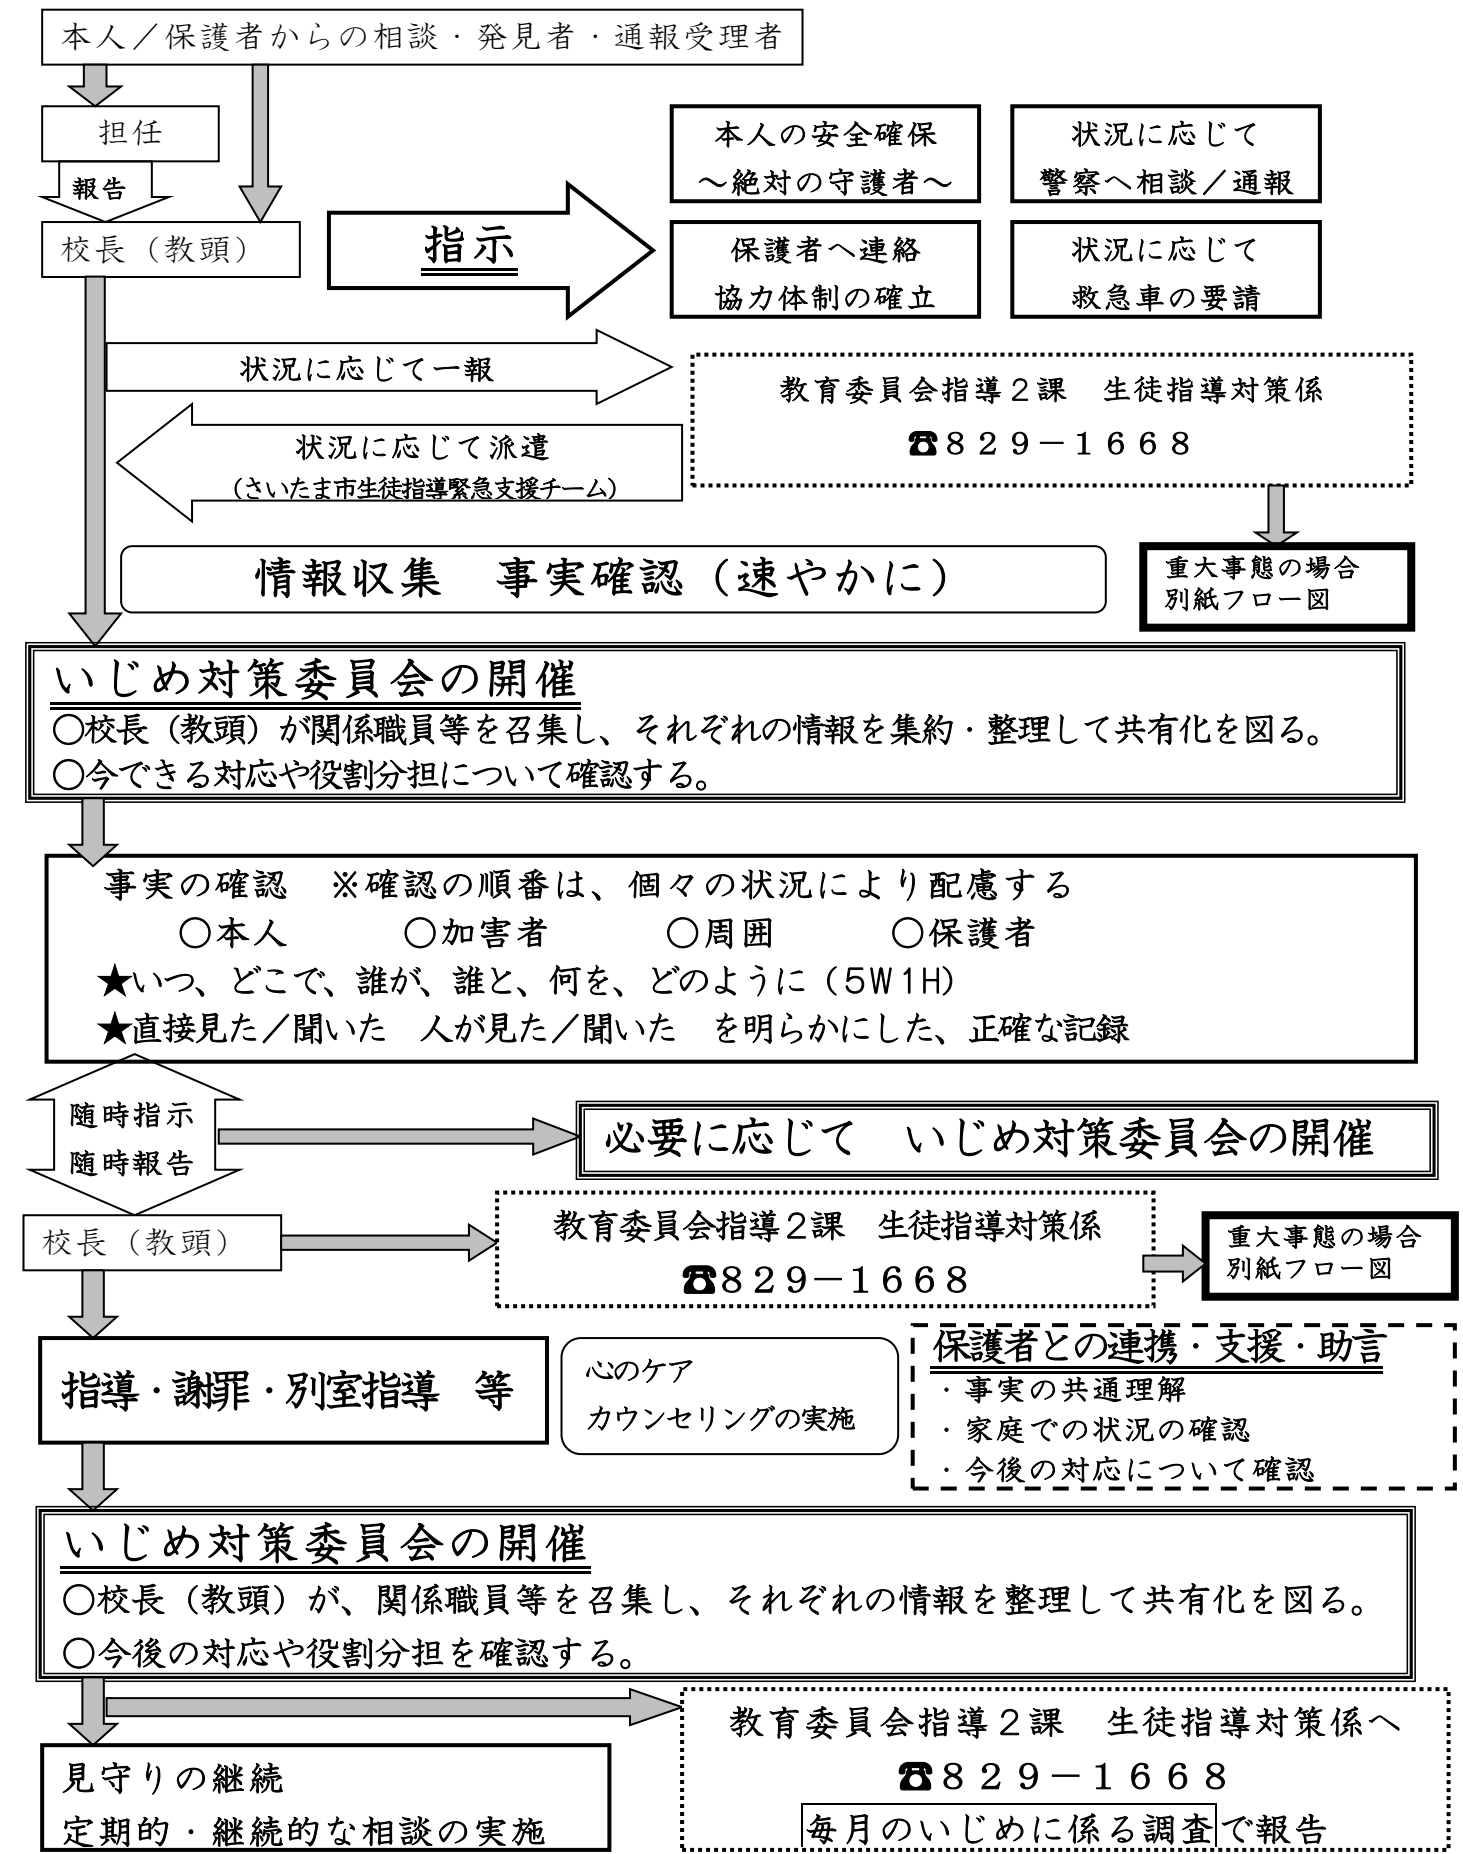 本人／保護者からの相談・発見者・通報受理者
担任
報告
校長（教頭）
指示
本人の安全確保
～絶対の守護者～
状況に応じて
警察へ相談／通報
保護者へ連絡
協力体制の確立
状況に応じて
救急車の要請
状況に応じて一報
教育委員会指導２課　生徒指導対策係
☎８２９－１６６８
状況に応じて派遣
（さいたま市生徒指導緊急支援チーム）
情報収集　事実確認（速やかに）
重大事態の場合
別紙フロー図
いじめ対策委員会の開催
○校長（教頭）が関係職員等を召集し、それぞれの情報を集約・整理して共有化を図る。
○今できる対応や役割分担について確認する。
事実の確認　※確認の順番は、個々の状況により配慮する
○本人　○加害者　○周囲　○保護者
★いつ、どこで、誰が、誰と、何を、どのように（５Ｗ１Ｈ）
★直接見た／聞いた　人が見た／聞いた　を明らかにした、正確な記録
随時指示
随時報告
必要に応じて　いじめ対策委員会の開催
校長（教頭）
教育委員会指導２課　生徒指導対策係
☎８２９－１６６８
重大事態の場合
別紙フロー図
指導・謝罪・別室指導　等
心のケア
カウンセリングの実施
保護者との連携・支援・助言
・事実の共通理解
・家庭での状況の確認
・今後の対応について確認
いじめ対策委員会の開催
○校長（教頭）が、関係職員等を召集し、それぞれの情報を整理して共有化を図る。
○今後の対応や役割分担を確認する。
教育委員会指導２課　生徒指導対策係へ
☎８２９－１６６８
毎月のいじめに係る調査で報告
見守りの継続
定期的・継続的な相談の実施